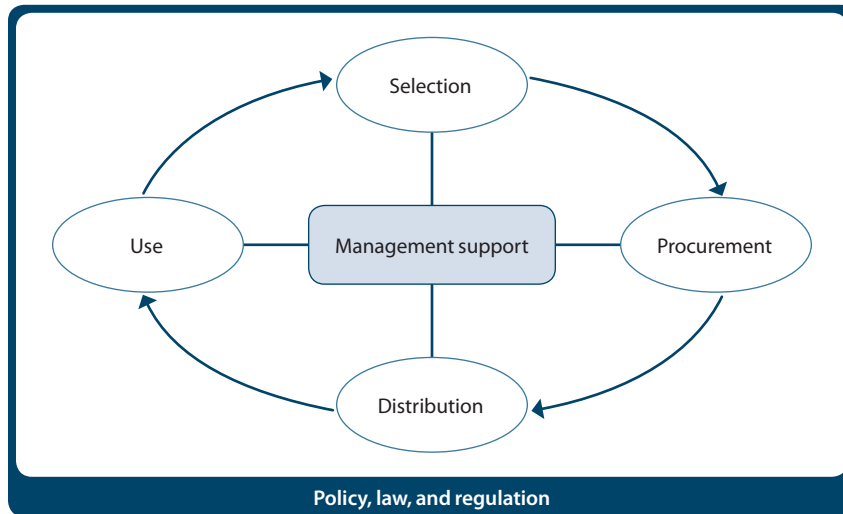 Selection
Use
Management support
Procurement
Distribution
Policy, law, and regulation